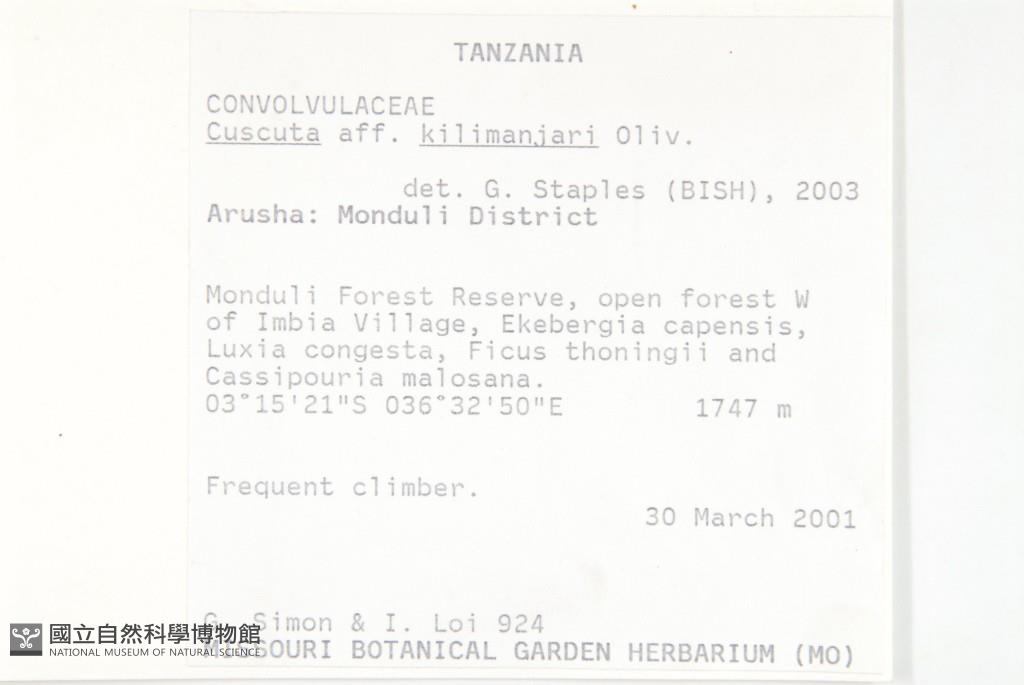 TANZANIA
CONVOLVULACEAE
Cuscuta aff. kilimanjari Oliv.
det. G. Staples (BISH), 2003
Arusha: Monduli District
Monduli Forest Reserve, open forest W
of Imbia Village, Ekebergia capensis,
Luxia congesta, Ficus thoningii and
Cassipouria malosana.
03°15'21"S 036°32'50"E 1747 m
Frequent climber.
30 March 2001
G. Simon & I. Loi 924
MISSOURI BOTANICAL GARDEN HERBARIUM (MO)
國立自然科學博物館
NATIONAL MUSEUM OF NATURAL SCIENCE